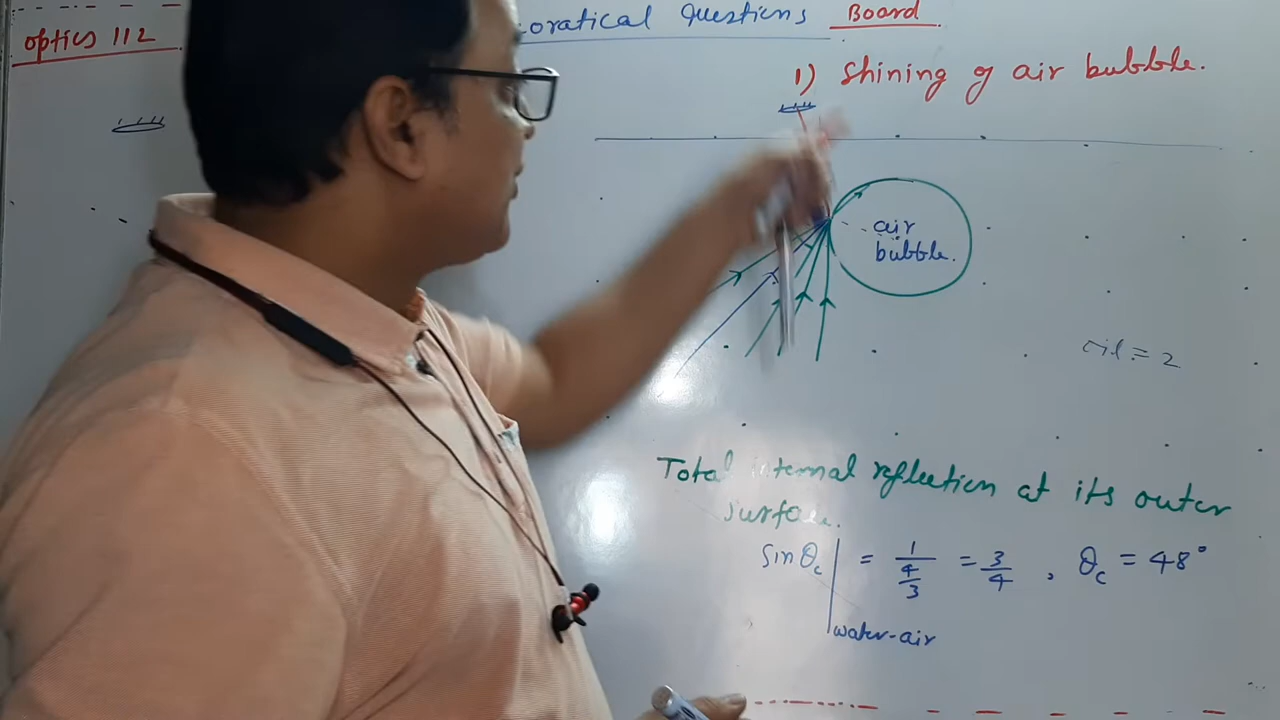 optics 112
oratical Questions Board
1) Shining of air bubble.
air
bubble.
oil = 2
Total internal reflection at its outer
surface.
sin θc | water-air = 1/(4/3) = 3/4 , θc = 48°